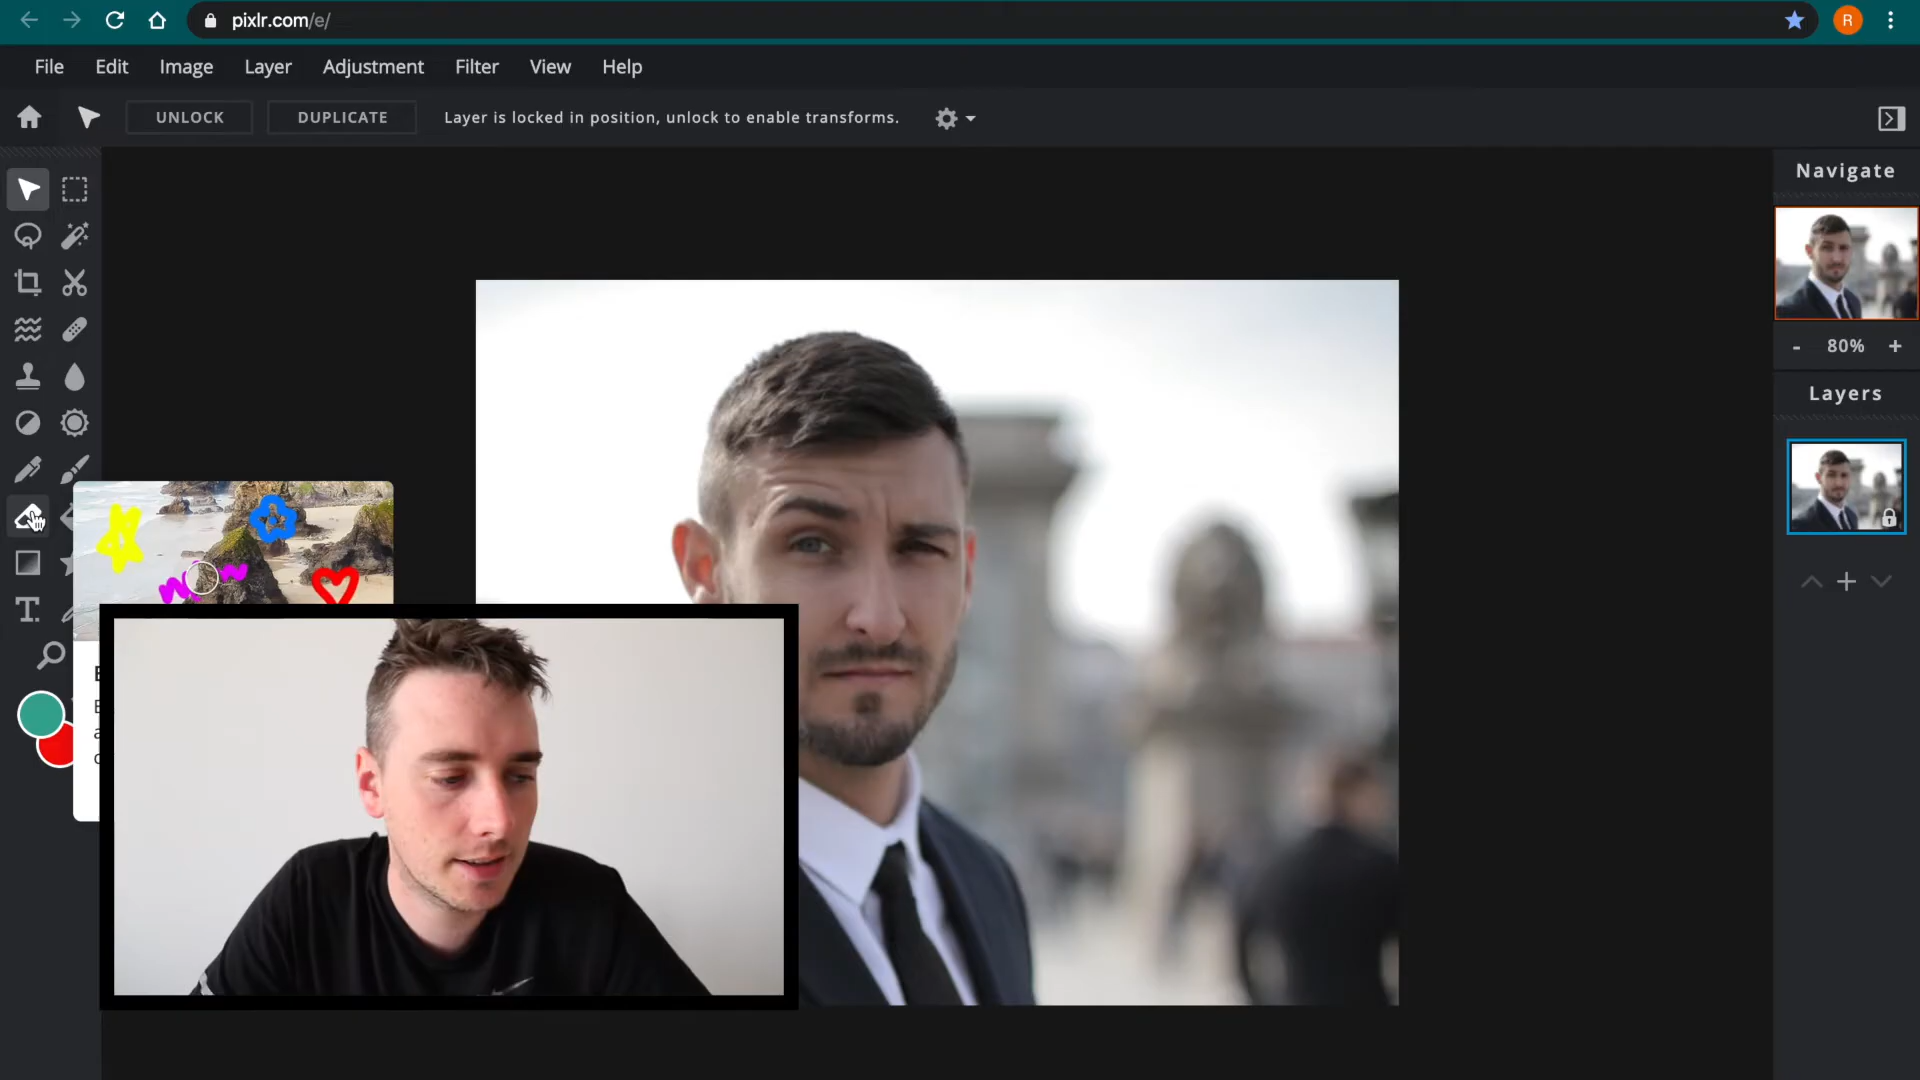 pixlr.com/e/
R
File Edit Image Layer Adjustment Filter View Help
UNLOCK DUPLICATE Layer is locked in position, unlock to enable transforms.
Navigate
- 80% +
Layers